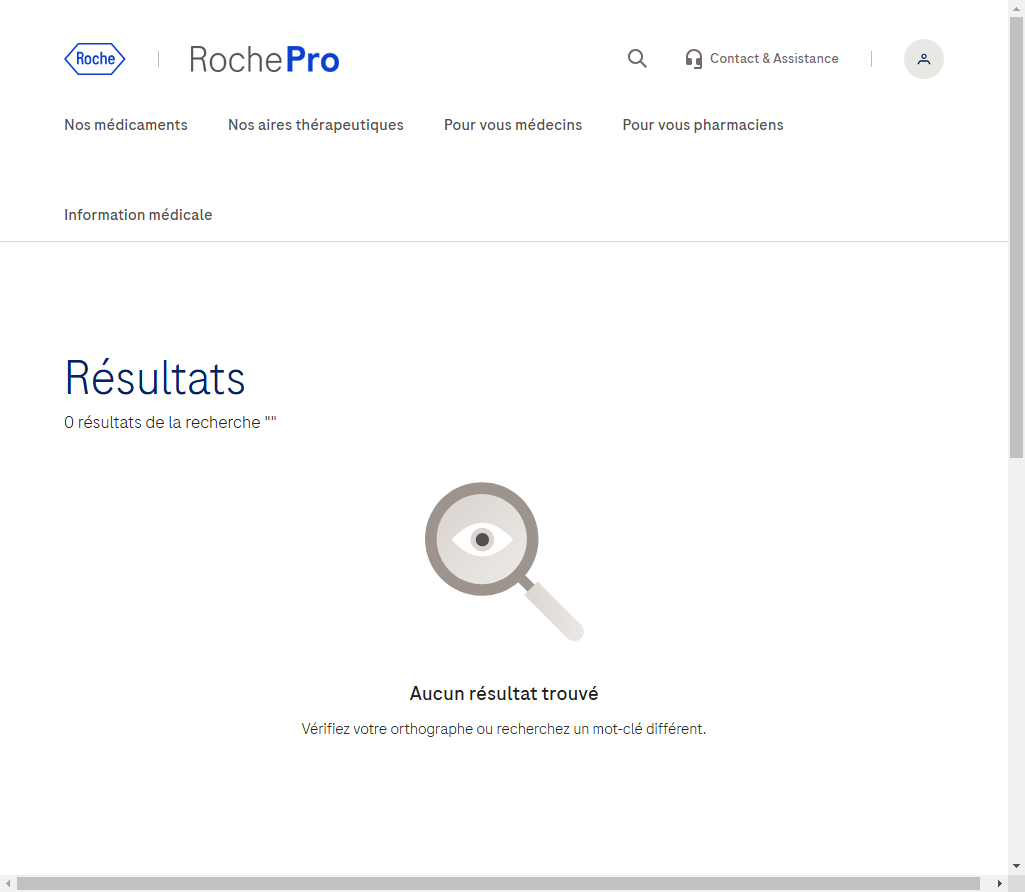 Roche
RochePro
Contact & Assistance
Nos médicaments
Nos aires thérapeutiques
Pour vous médecins
Pour vous pharmaciens
Information médicale
Résultats
0 résultats de la recherche ""
Aucun résultat trouvé
Vérifiez votre orthographe ou recherchez un mot-clé différent.